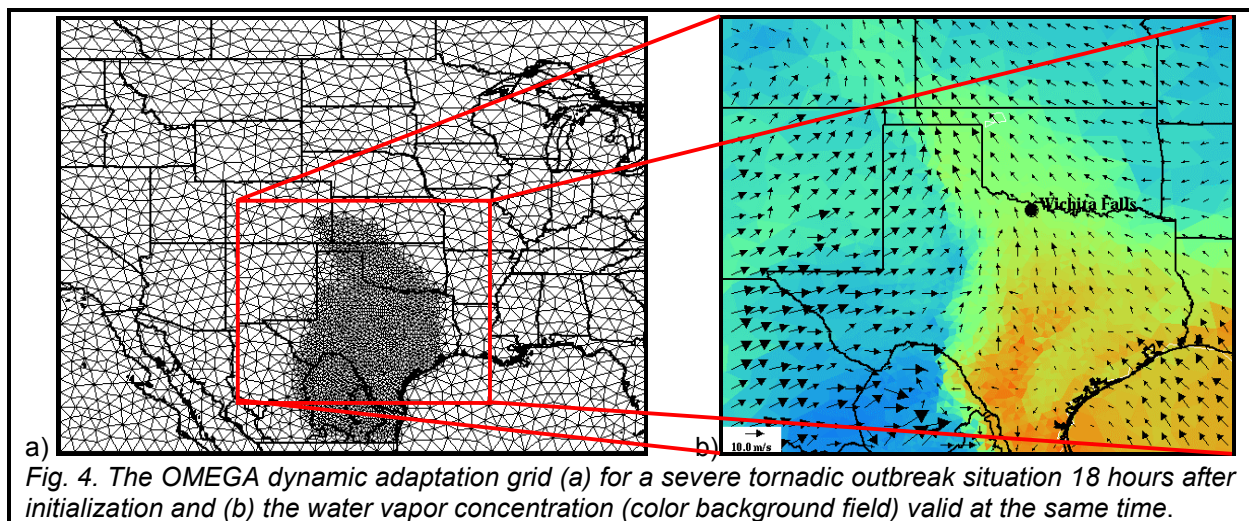 Wichita Falls
10.0 m/s
a)
b)
Fig. 4. The OMEGA dynamic adaptation grid (a) for a severe tornadic outbreak situation 18 hours after
initialization and (b) the water vapor concentration (color background field) valid at the same time.